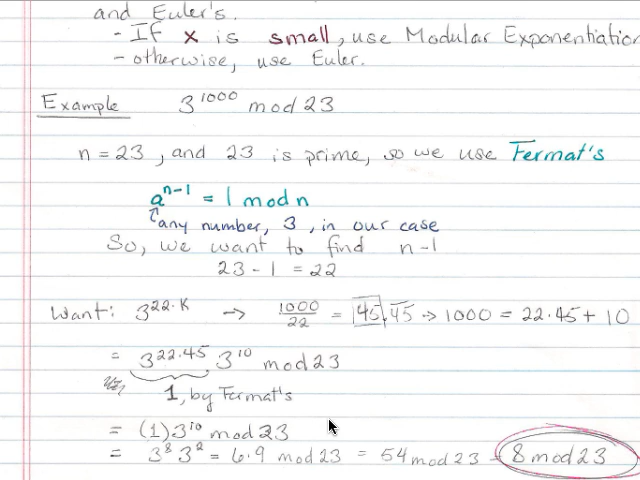 and Euler's.
- If x is small, use Modular Exponentiation
- otherwise, use Euler.
Example 3^1000 mod 23
n = 23, and 23 is prime, so we use Fermat's
a^n-1 = 1 mod n
any number, 3, in our case
So, we want to find n-1
23 - 1 = 22
Want: 3^22·K → 1000/22 = 45.45 → 1000 = 22·45 + 10
= 3^22·45 3^10 mod 23
1, by Fermat's
= (1)3^10 mod 23
= 3^8 3^2 = 6·9 mod 23 = 54 mod 23 = 8 mod 23